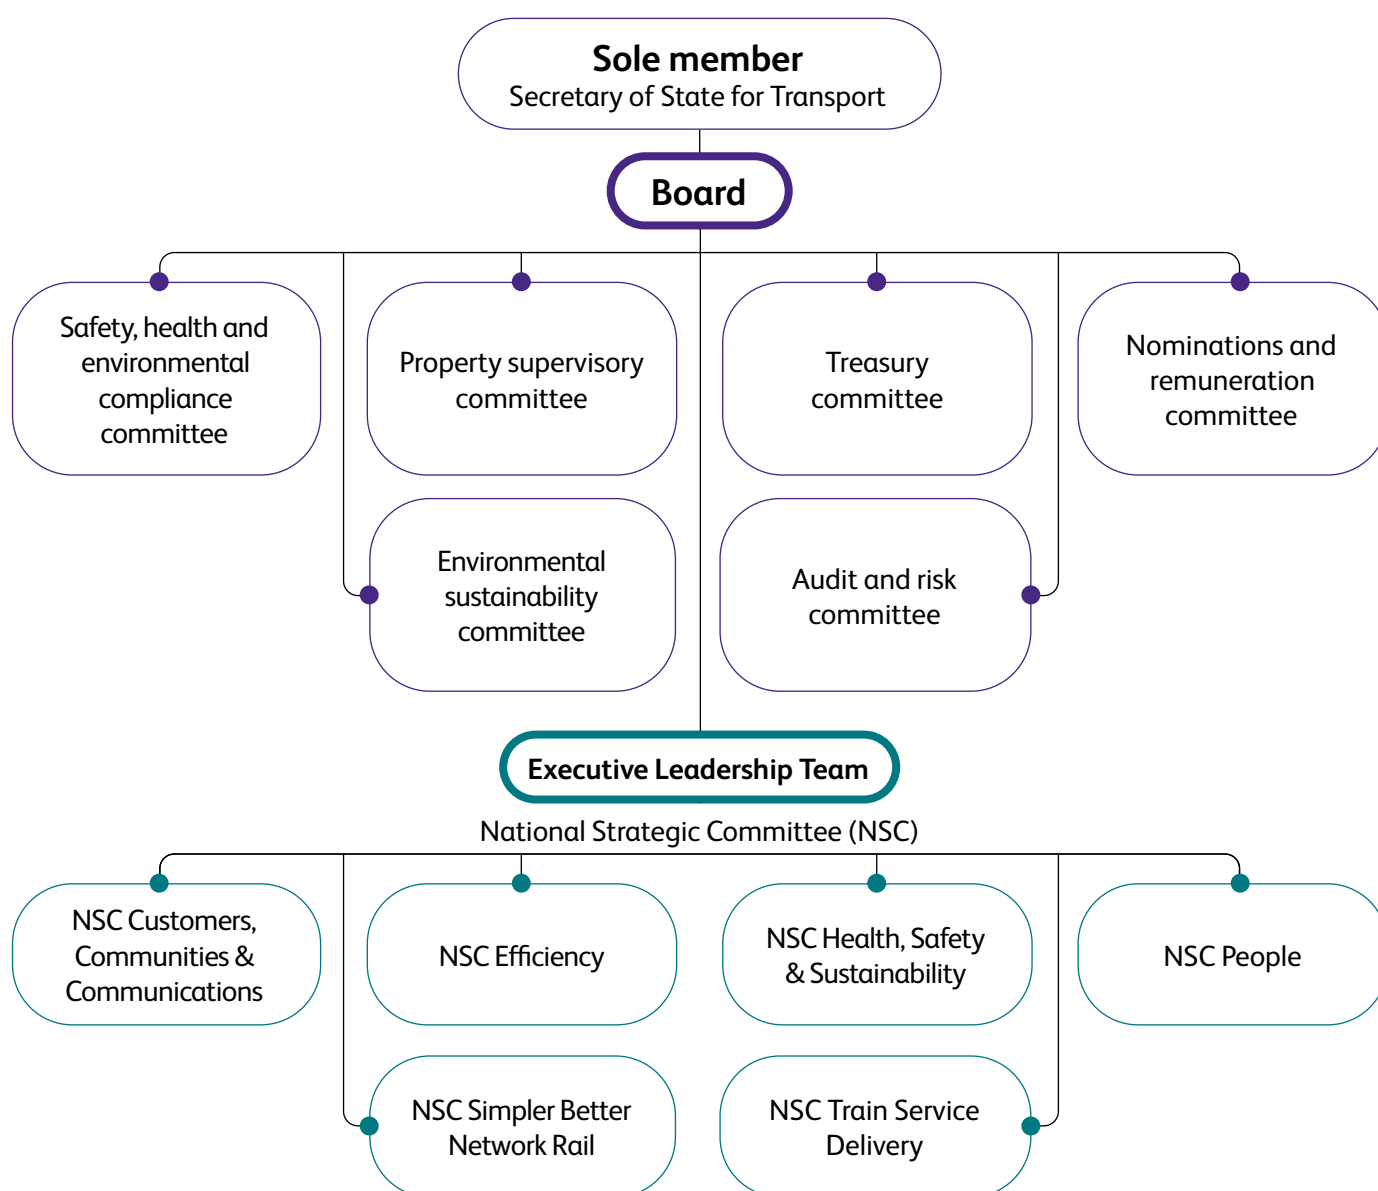 Sole member
Secretary of State for Transport
Board
Safety, health and
environmental
compliance
committee
Property supervisory
committee
Treasury
committee
Nominations and
remuneration
committee
Environmental
sustainability
committee
Audit and risk
committee
Executive Leadership Team
National Strategic Committee (NSC)
NSC Customers,
Communities &
Communications
NSC Efficiency
NSC Health, Safety
& Sustainability
NSC People
NSC Simpler Better
Network Rail
NSC Train Service
Delivery